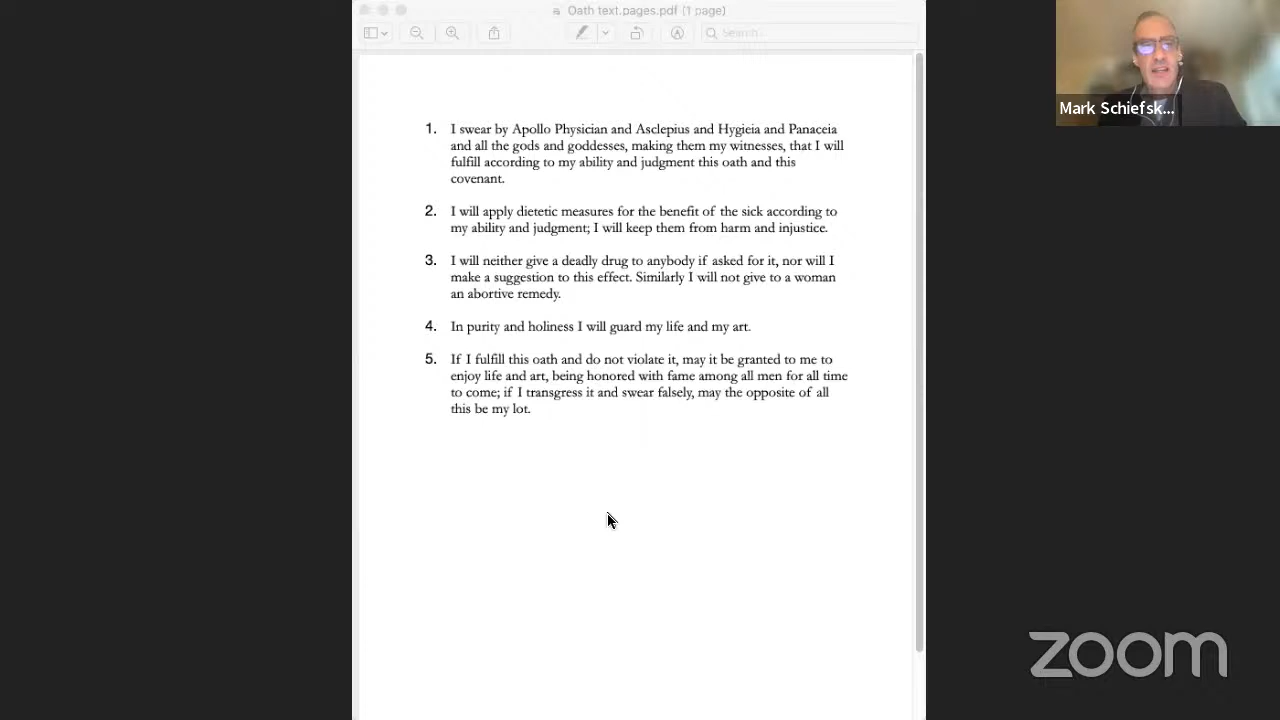 Oath text.pages.pdf (1 page)
Search
Mark Schiefsk...
1. I swear by Apollo Physician and Asclepius and Hygieia and Panaceia
and all the gods and goddesses, making them my witnesses, that I will
fulfill according to my ability and judgment this oath and this
covenant.
2. I will apply dietetic measures for the benefit of the sick according to
my ability and judgment; I will keep them from harm and injustice.
3. I will neither give a deadly drug to anybody if asked for it, nor will I
make a suggestion to this effect. Similarly I will not give to a woman
an abortive remedy.
4. In purity and holiness I will guard my life and my art.
5. If I fulfill this oath and do not violate it, may it be granted to me to
enjoy life and art, being honored with fame among all men for all time
to come; if I transgress it and swear falsely, may the opposite of all
this be my lot.
zoom